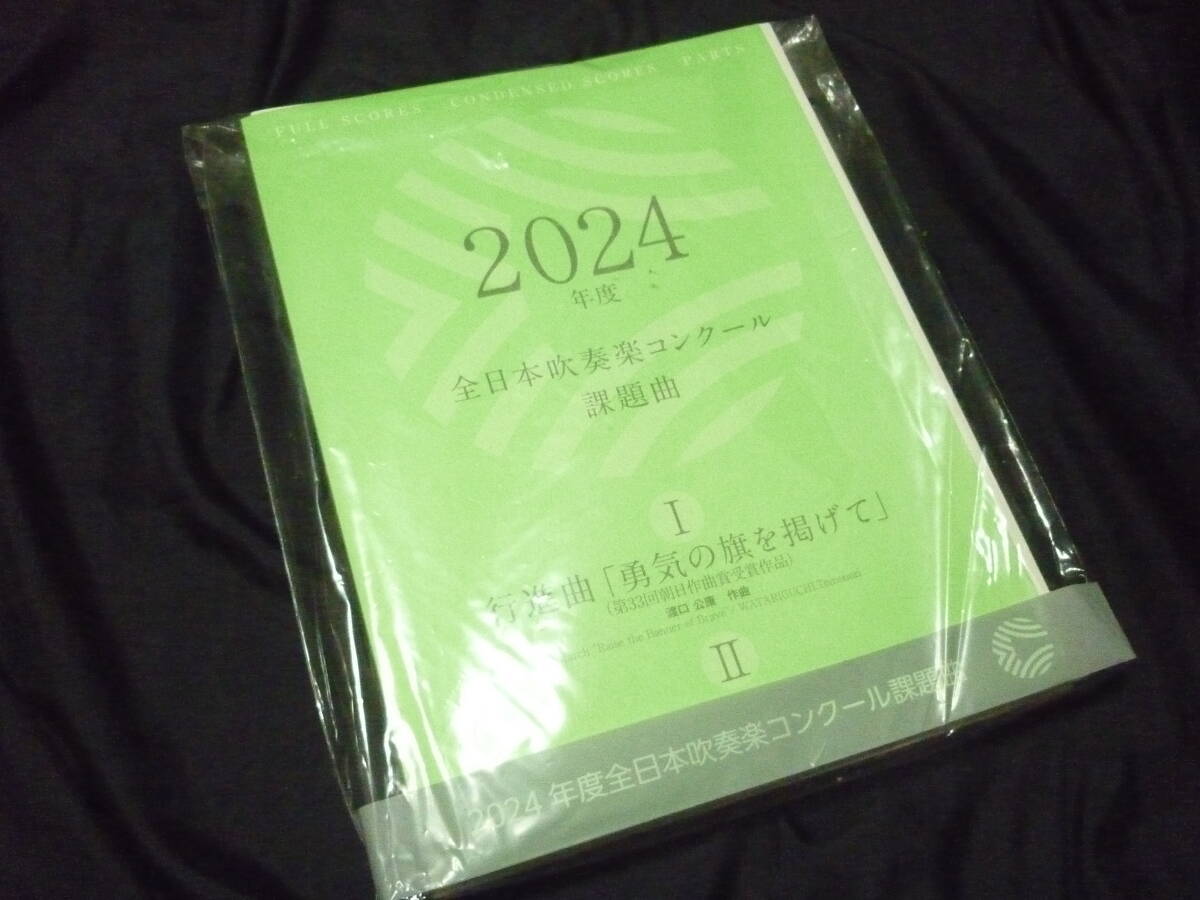 FULL SCORES CONDENSED SCORES PARTS
2024
年度
全日本吹奏楽コンクール
課題曲
I
行進曲「勇気の旗を掲げて」
(第33回朝日作曲賞受賞作品)
渡口 公康 作曲
March "Raise the Banner of Brave"/ WATARIGUCHI
II
2024 年度全日本吹奏楽コンクール課題曲